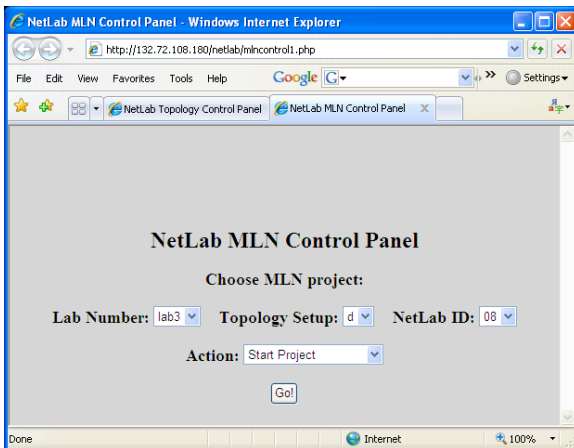 NetLab MLN Control Panel - Windows Internet Explorer
http://132.72.108.180/netlab/mlncontrol1.php
File Edit View Favorites Tools Help Google G Settings
NetLab Topology Control Panel NetLab MLN Control Panel X
NetLab MLN Control Panel
Choose MLN project:
Lab Number: lab3 Topology Setup: d NetLab ID: 08
Action: Start Project
Go!
Done Internet 100%